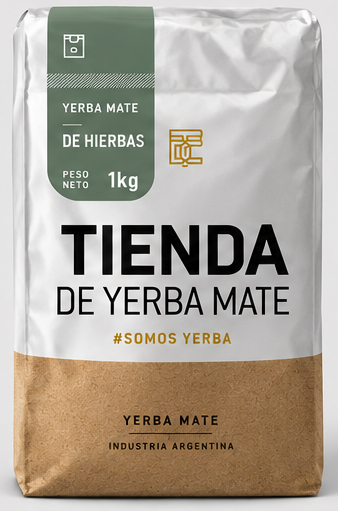 YERBA MATE
DE HIERBAS
PESO
NETO
1kg
TIENDA
DE YERBA MATE
#SOMOS YERBA
YERBA MATE
INDUSTRIA ARGENTINA